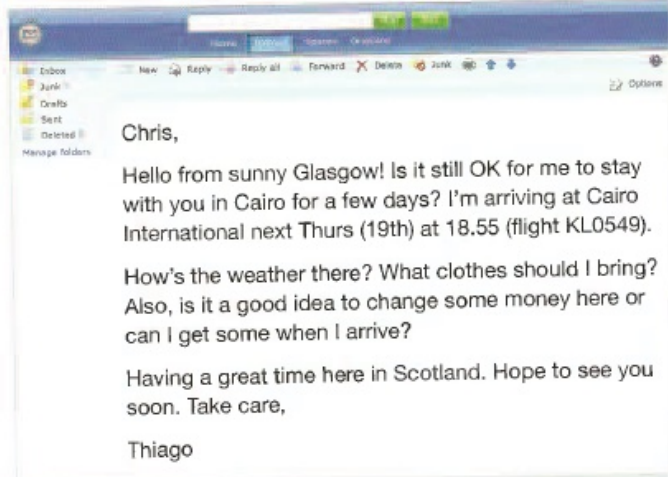 Home
New Reply Reply all Forward Delete Junk
Options
Inbox
Junk
Drafts
Sent
Deleted
Manage folders
Chris,
Hello from sunny Glasgow! Is it still OK for me to stay
with you in Cairo for a few days? I'm arriving at Cairo
International next Thurs (19th) at 18.55 (flight KL0549).
How's the weather there? What clothes should I bring?
Also, is it a good idea to change some money here or
can I get some when I arrive?
Having a great time here in Scotland. Hope to see you
soon. Take care,
Thiago